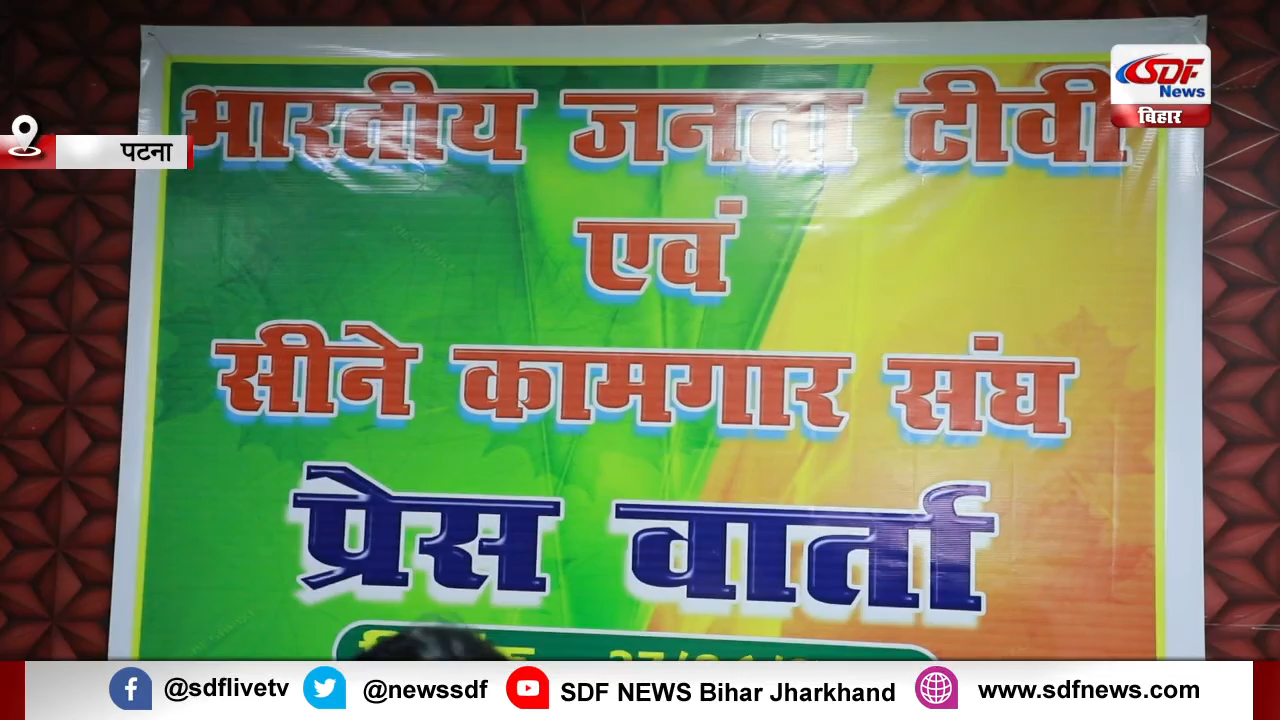 भारतीय जनता टीवी
एवं
सीने कामगार संघ
प्रेस वार्ता
पटना
SDF
News
बिहार
@sdflivetv
@newssdf
SDF NEWS Bihar Jharkhand
www.sdfnews.com